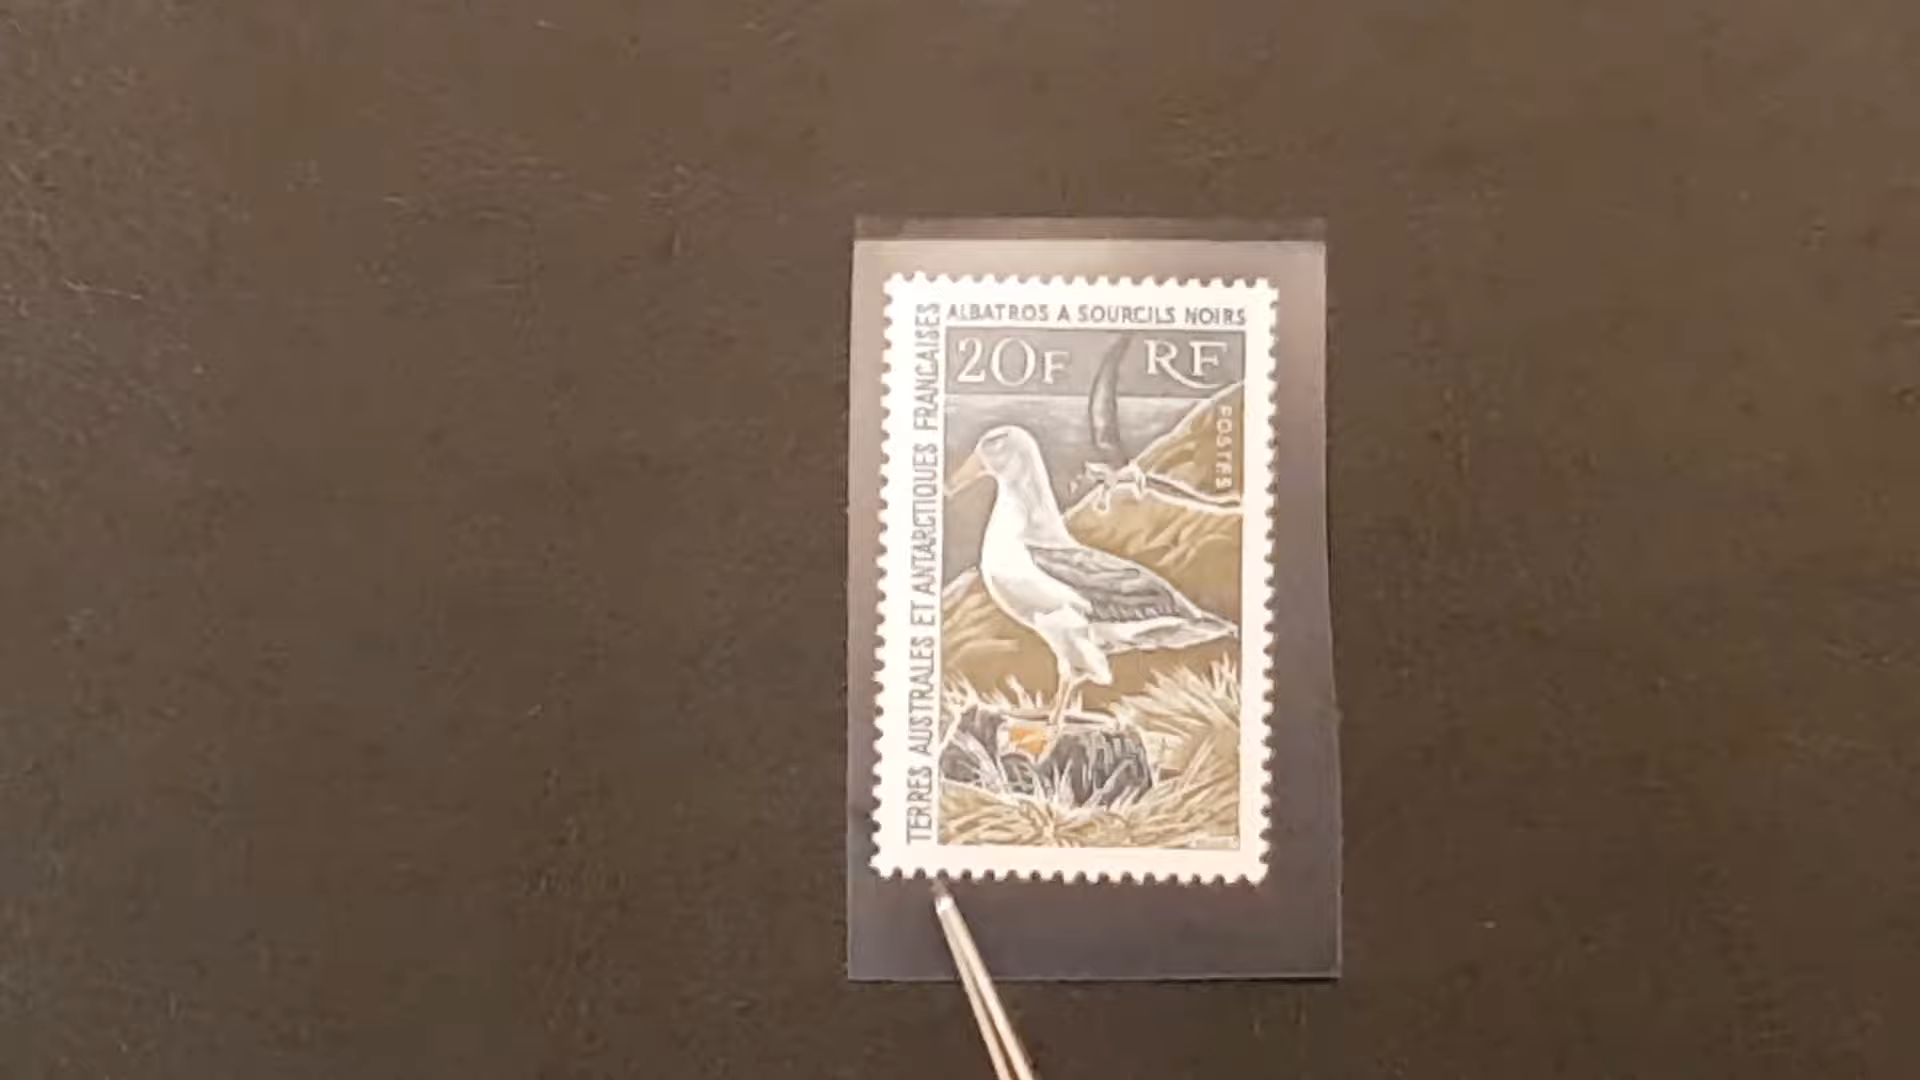 ALBATROS A SOURCILS NOIRS
20F RF
POSTES
TERRES AUSTRALES ET ANTARCTIQUES FRANCAISES